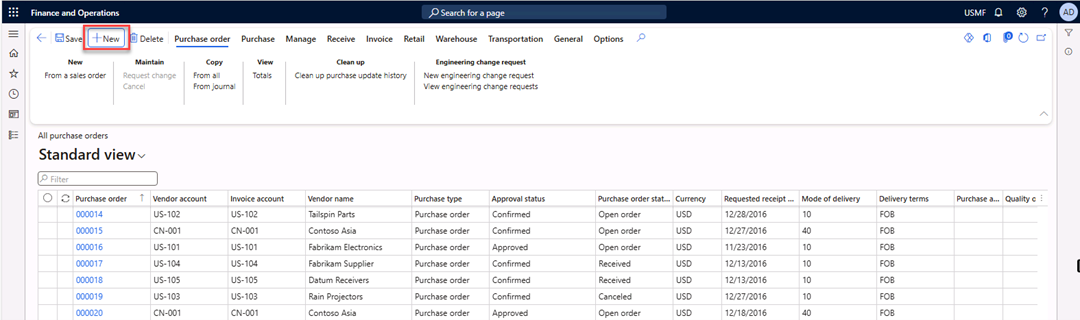 Finance and Operations Search for a page USMF ? AD
Save New Delete Purchase order Purchase Manage Receive Invoice Retail Warehouse Transportation General Options 0
New Maintain Copy View Clean up Engineering change request
From a sales order Request change From all Totals Clean up purchase update history New engineering change request
Cancel From journal View engineering change requests
All purchase orders
Standard view
Filter
Purchase order Vendor account Invoice account Vendor name Purchase type Approval status Purchase order stat... Currency Requested receipt ... Mode of delivery Delivery terms Purchase a... Quality o
000014 US-102 US-102 Tailspin Parts Purchase order Confirmed Open order USD 12/28/2016 10 FOB
000015 CN-001 CN-001 Contoso Asia Purchase order Confirmed Open order USD 12/27/2016 40 FOB
000016 US-101 US-101 Fabrikam Electronics Purchase order Approved Open order USD 11/23/2016 10 FOB
000017 US-104 US-104 Fabrikam Supplier Purchase order Confirmed Received USD 12/13/2016 10 FOB
000018 US-105 US-105 Datum Receivers Purchase order Confirmed Received USD 12/13/2016 10 FOB
000019 US-103 US-103 Rain Projectors Purchase order Confirmed Canceled USD 12/27/2016 10 FOB
000020 CN-001 CN-001 Contoso Asia Purchase order Approved Open order USD 12/18/2016 40 FOB